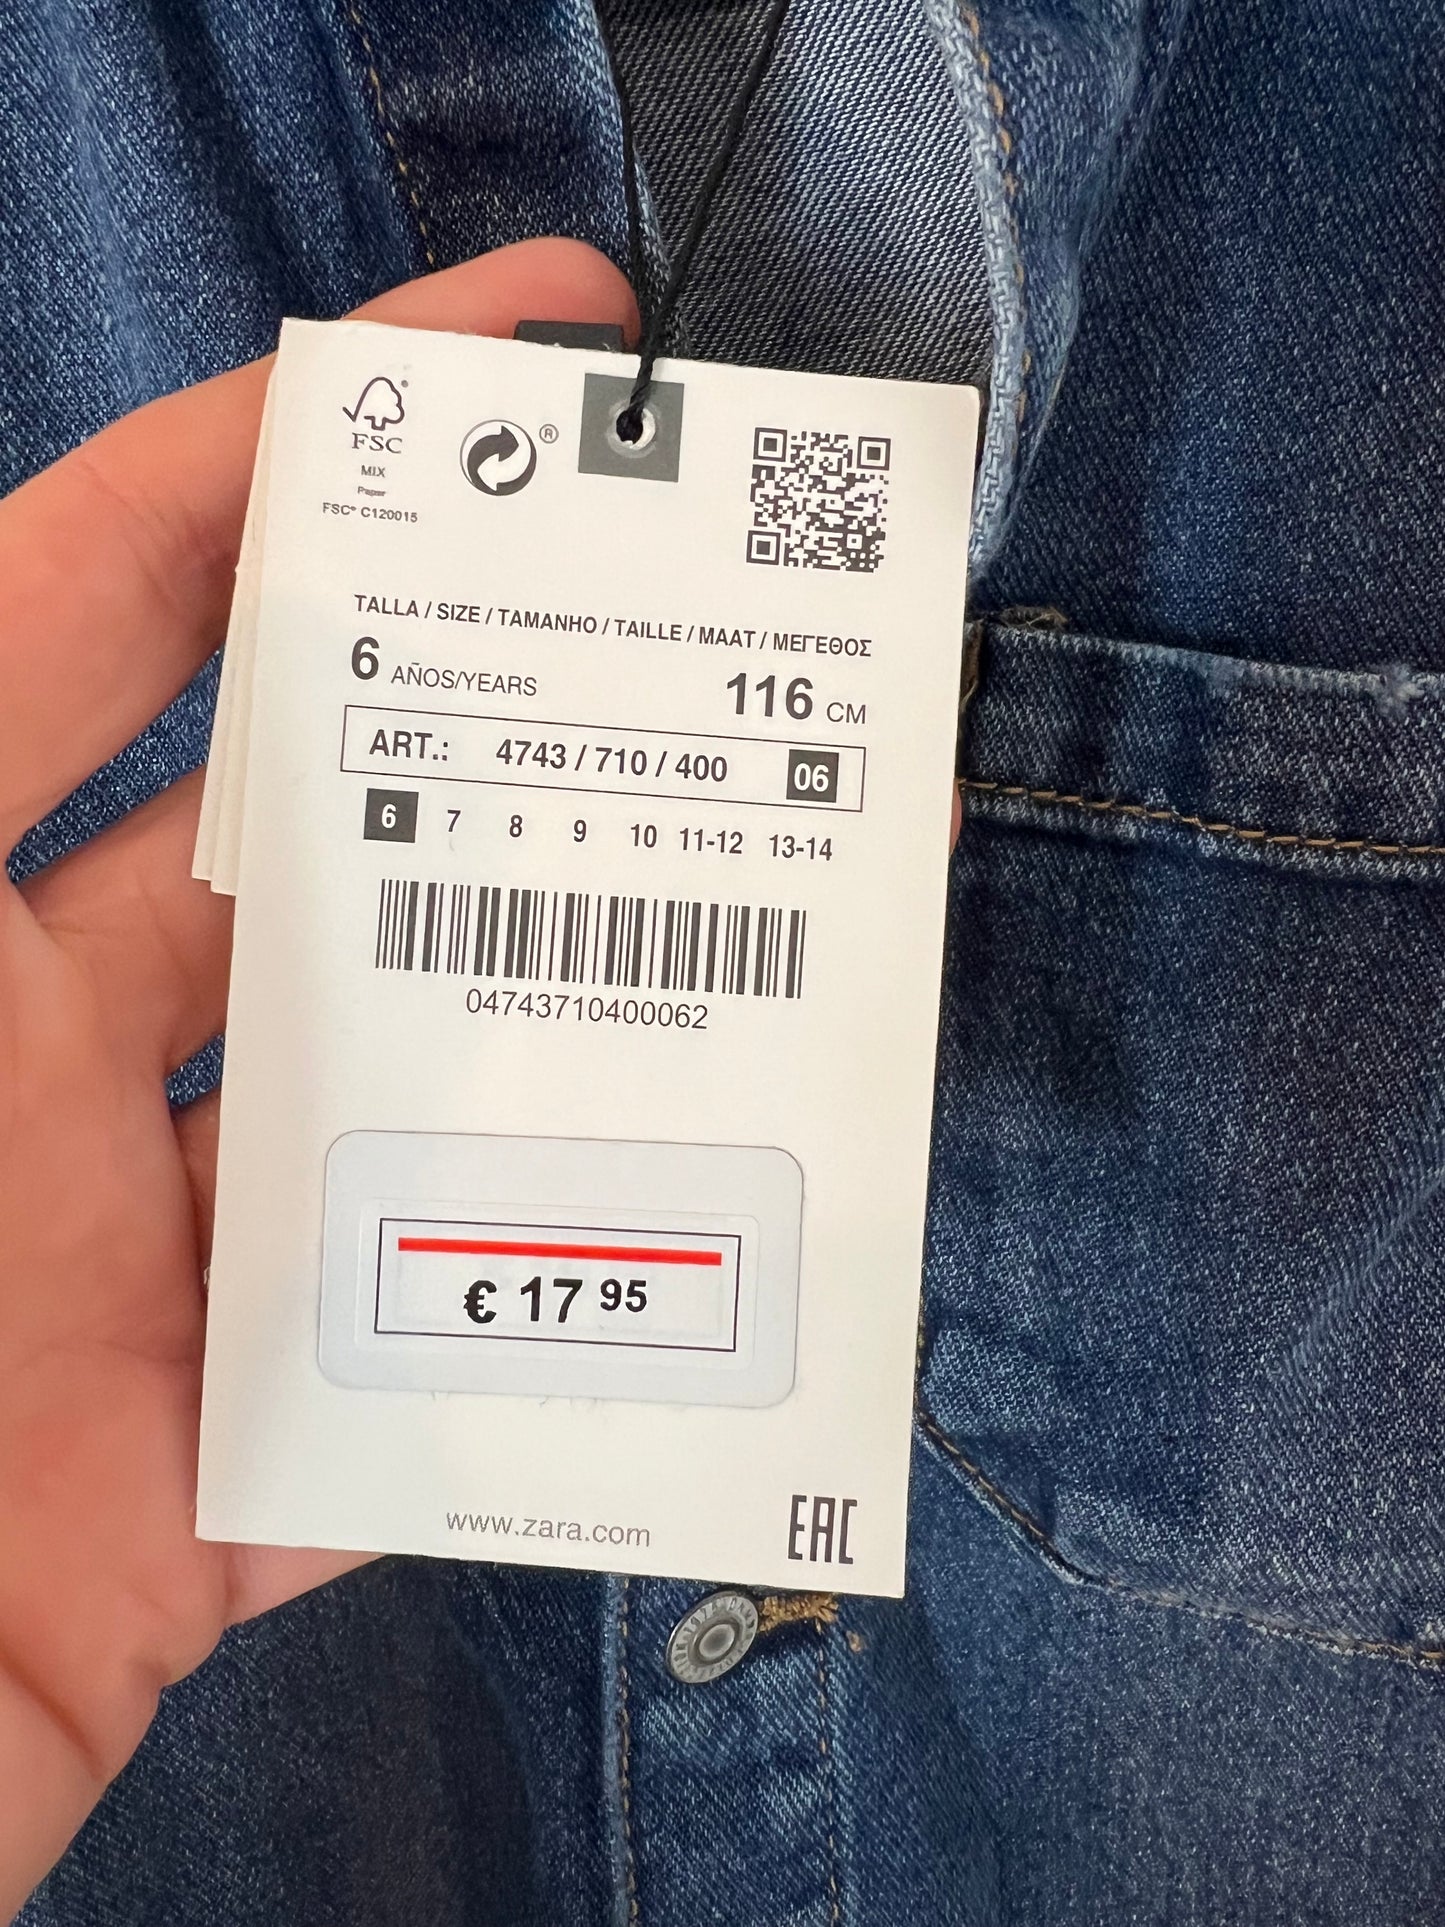 FSC
MIX
Paper
FSC® C120015
®
TALLA / SIZE / TAMANHO / TAILLE / MAAT / ΜΕΓΕΘΟΣ
6 AÑOS/YEARS 116 CM
ART.: 4743 / 710 / 400 06
6 7 8 9 10 11-12 13-14
04743710400062
€ 17 95
www.zara.com
EAC